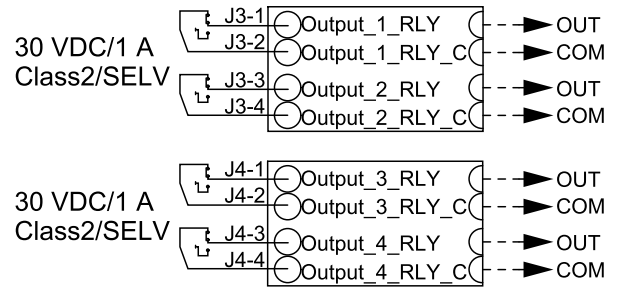 30 VDC/1 A
Class2/SELV
J3-1 Output_1_RLY OUT
J3-2 Output_1_RLY_C COM
J3-3 Output_2_RLY OUT
J3-4 Output_2_RLY_C COM
30 VDC/1 A
Class2/SELV
J4-1 Output_3_RLY OUT
J4-2 Output_3_RLY_C COM
J4-3 Output_4_RLY OUT
J4-4 Output_4_RLY_C COM